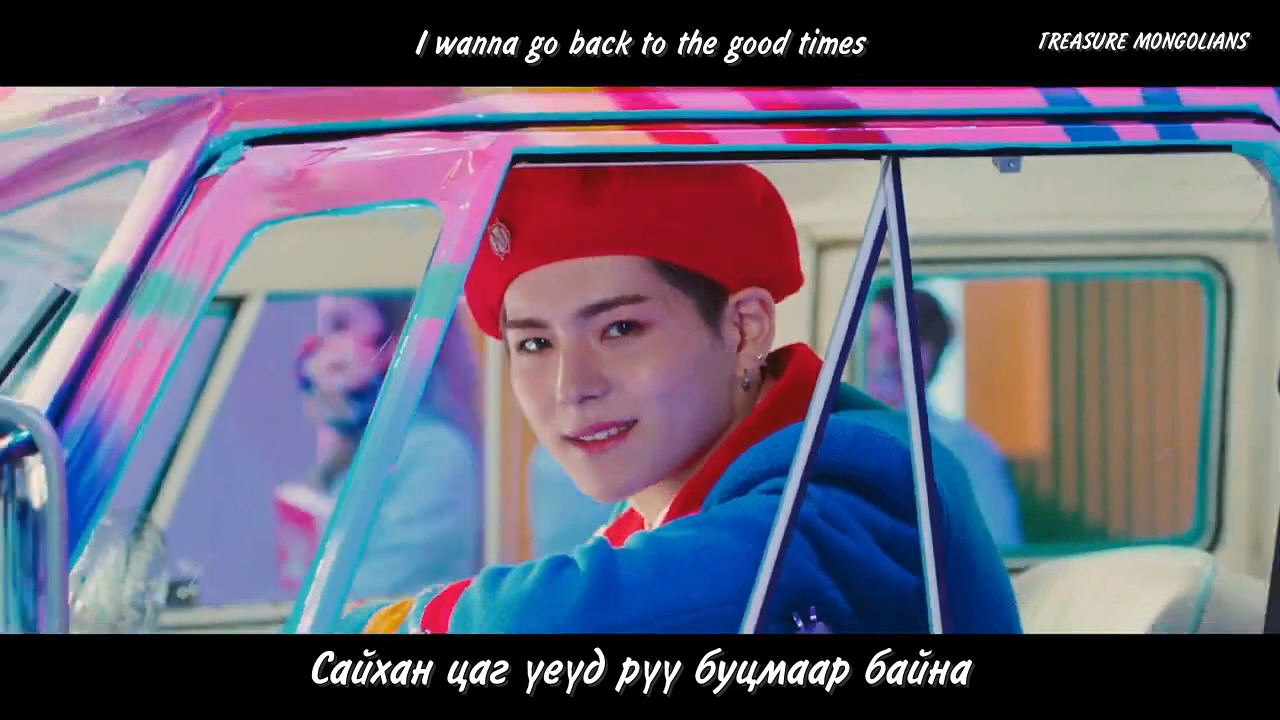 I wanna go back to the good times
TREASURE MONGOLIANS
Сайхан цаг үеүд рүү буцмаар байна